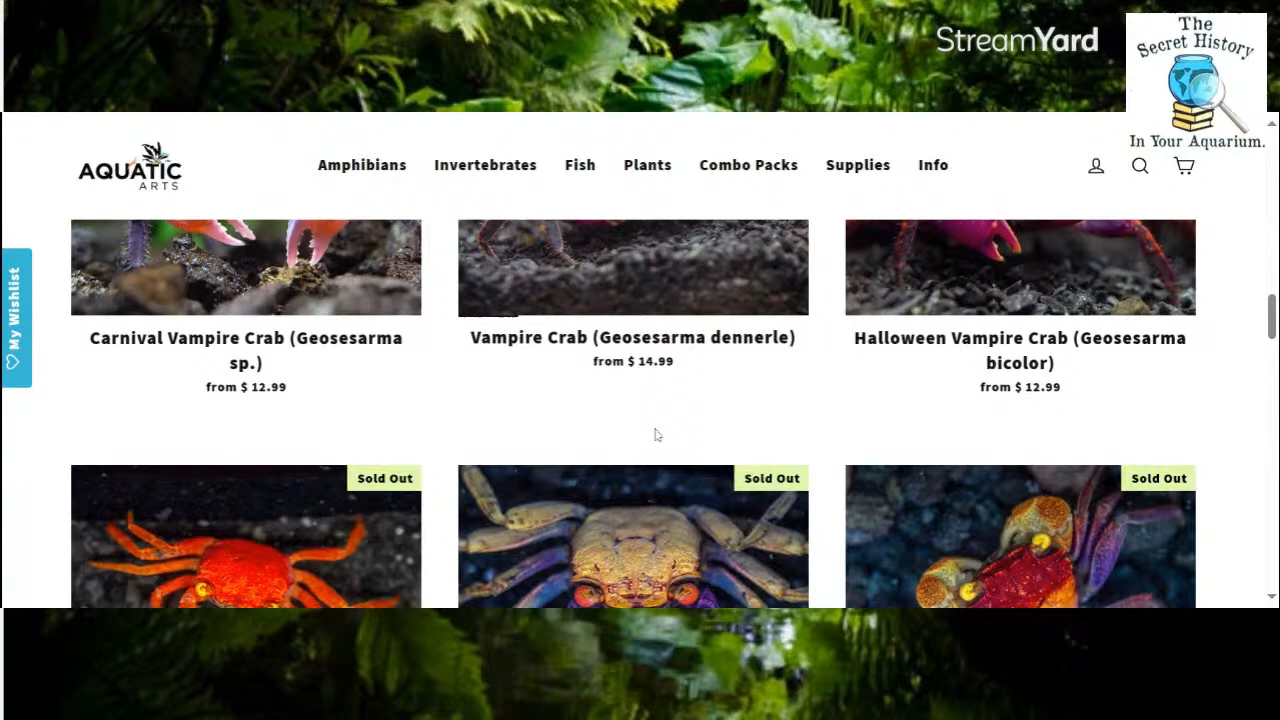 StreamYard
The
Secret History
In Your Aquarium.
AQUATIC
ARTS
Amphibians Invertebrates Fish Plants Combo Packs Supplies Info
My Wishlist
Carnival Vampire Crab (Geosesarma
sp.)
from $ 12.99
Vampire Crab (Geosesarma dennerle)
from $ 14.99
Halloween Vampire Crab (Geosesarma
bicolor)
from $ 12.99
Sold Out
Sold Out
Sold Out